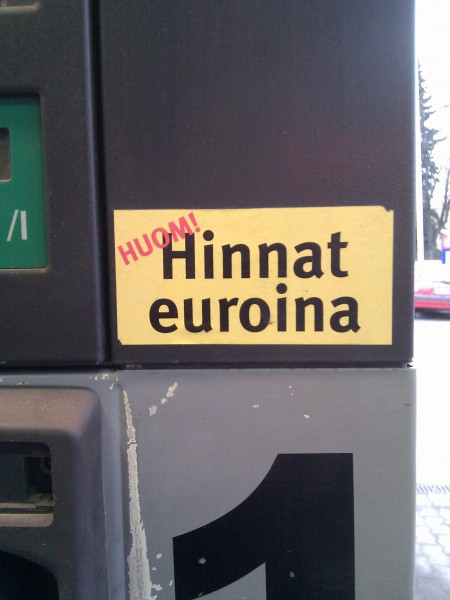 /l
HUOM!
Hinnat
euroina
1